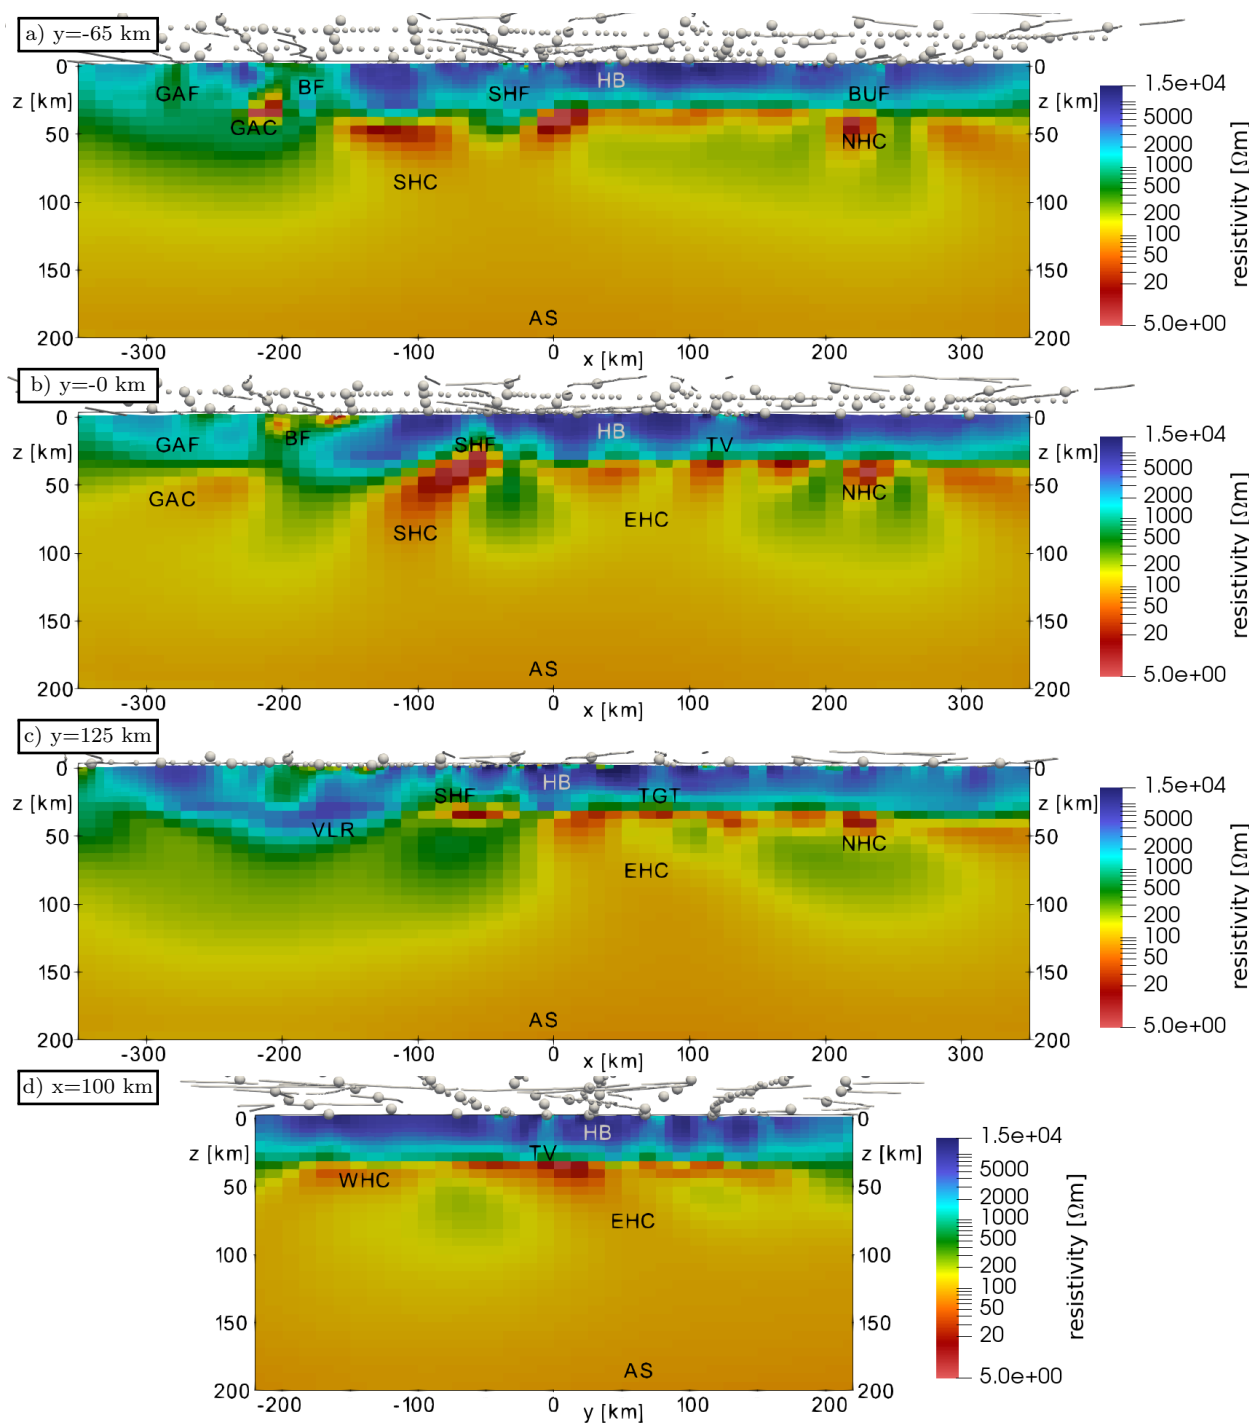 a) y=-65 km
0
z [km]
50
100
150
200
GAF
BF
GAC
SHC
SHF
HB
BUF
NHC
AS
-300
-200
-100
0
100
200
300
x [km]
0
z [km]
50
100
150
200
1.5e+04
5000
2000
1000
500
200
100
50
20
5.0e+00
resistivity [Ωm]
b) y=-0 km
0
z [km]
50
100
150
200
GAF
BF
GAC
SHF
SHC
HB
TV
EHC
NHC
AS
-300
-200
-100
0
100
200
300
x [km]
0
z [km]
50
100
150
200
1.5e+04
5000
2000
1000
500
200
100
50
20
5.0e+00
resistivity [Ωm]
c) y=125 km
0
z [km]
50
100
150
200
VLR
SHF
HB
TGT
EHC
NHC
AS
-300
-200
-100
0
100
200
300
x [km]
0
z [km]
50
100
150
200
1.5e+04
5000
2000
1000
500
200
100
50
20
5.0e+00
resistivity [Ωm]
d) x=100 km
0
z [km]
50
100
150
200
HB
TV
WHC
EHC
AS
-200
-100
0
100
200
y [km]
0
z [km]
50
100
150
200
1.5e+04
5000
2000
1000
500
200
100
50
20
5.0e+00
resistivity [Ωm]